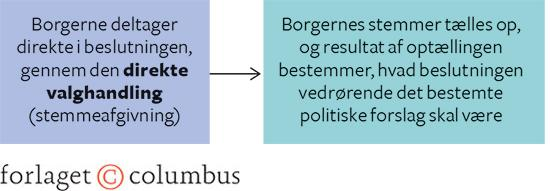 Borgerne deltager
direkte i beslutningen,
gennem den direkte
valghandling
(stemmeafgivning)
Borgernes stemmer tælles op,
og resultat af optællingen
bestemmer, hvad beslutningen
vedrørende det bestemte
politiske forslag skal være
forlaget © columbus